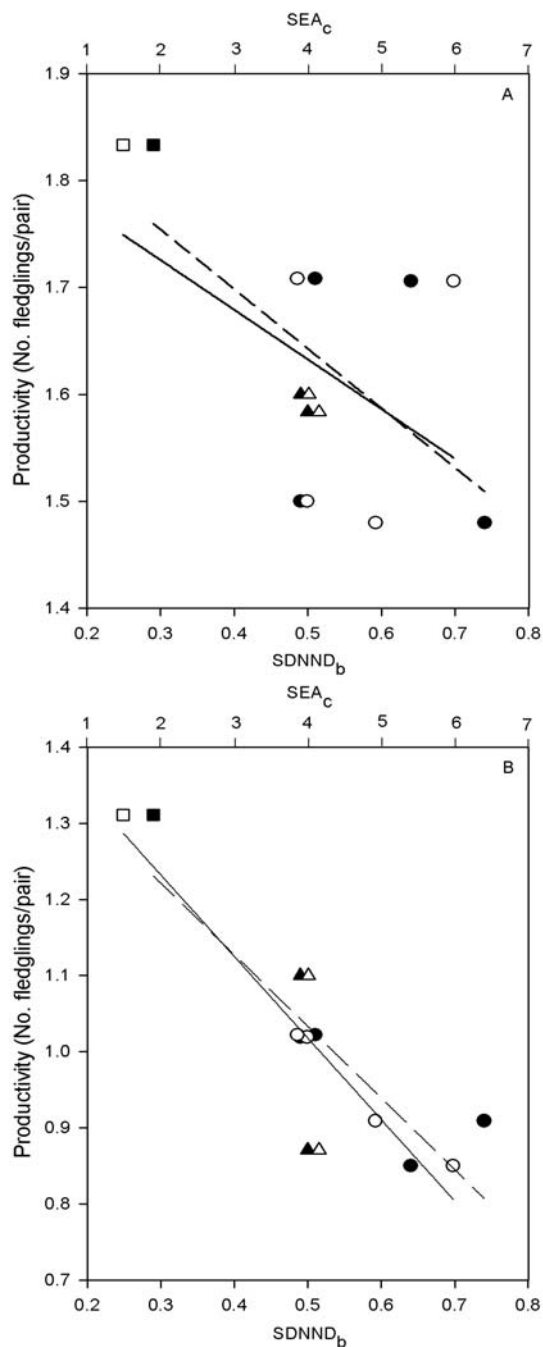 SEAc
1 2 3 4 5 6 7
A
1.9
1.8
1.7
1.6
1.5
1.4
Productivity (No. fledglings/pair)
0.2 0.3 0.4 0.5 0.6 0.7 0.8
SDNNDb
SEAc
1 2 3 4 5 6 7
B
1.4
1.3
1.2
1.1
1.0
0.9
0.8
0.7
Productivity (No. fledglings/pair)
0.2 0.3 0.4 0.5 0.6 0.7 0.8
SDNNDb